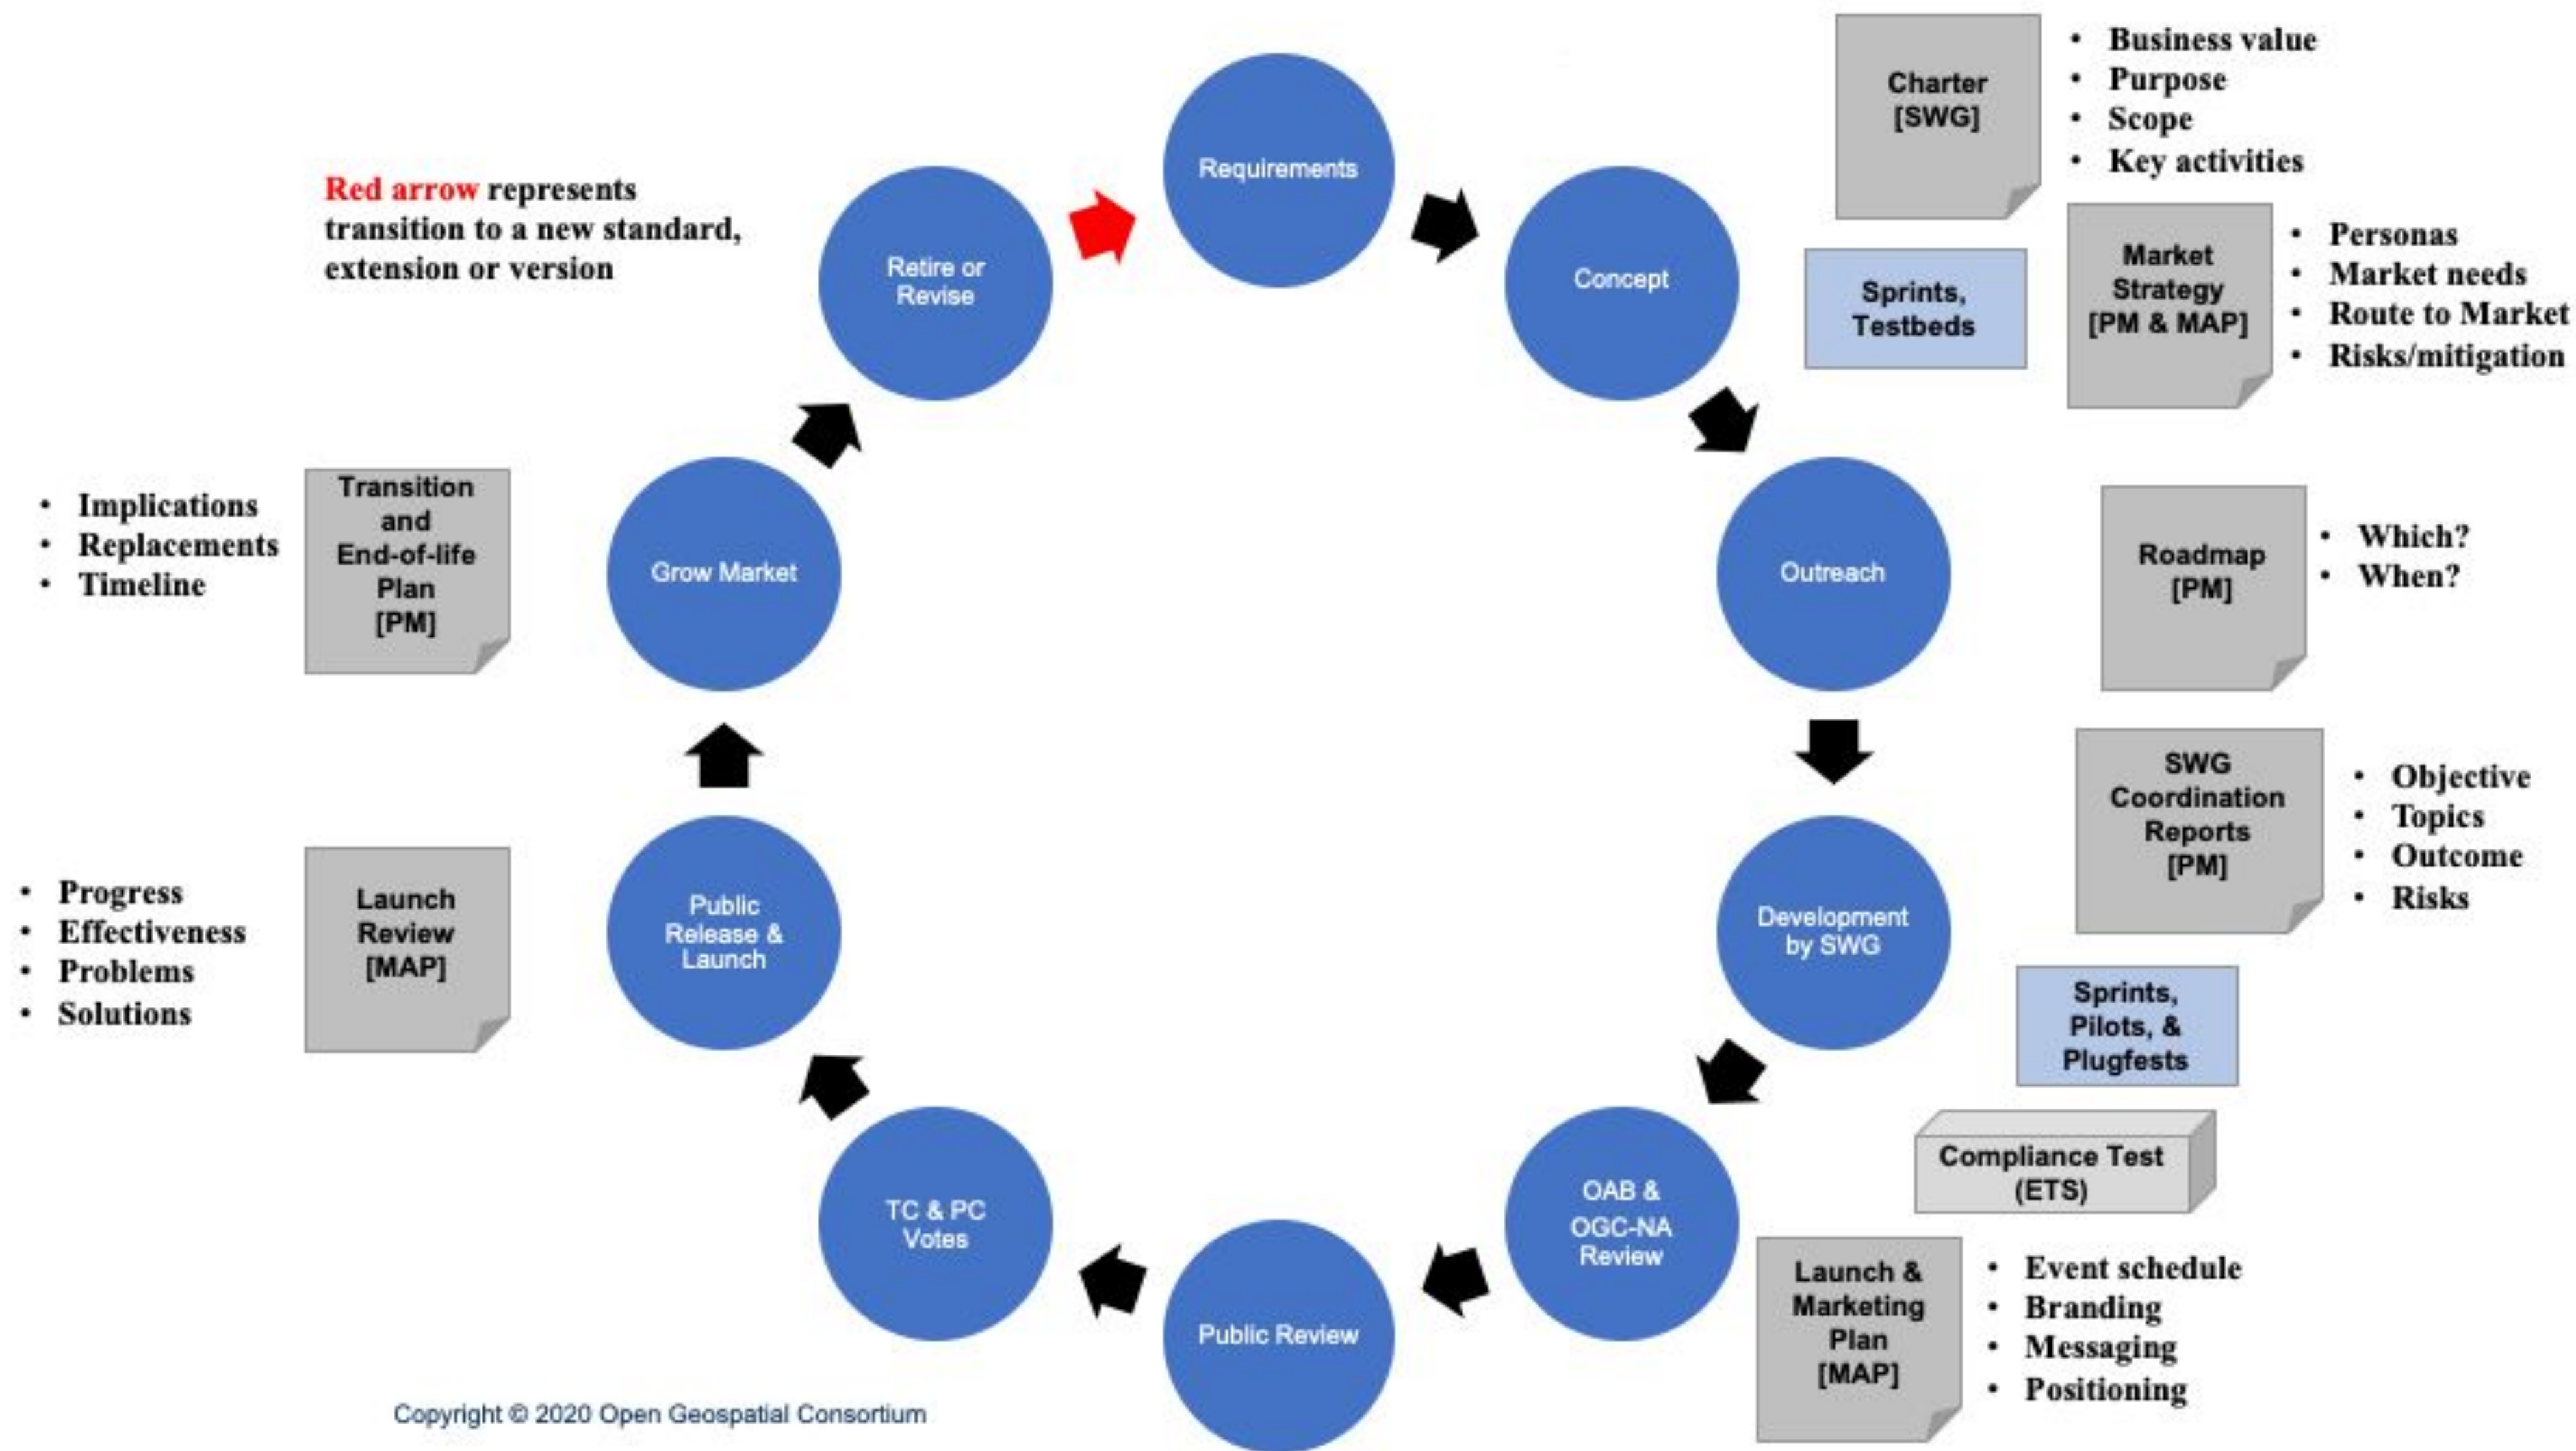 Requirements
Concept
Outreach
Development
by SWG
OAB &
OGC-NA
Review
Public Review
TC & PC
Votes
Public
Release &
Launch
Grow Market
Retire or
Revise
Red arrow represents
transition to a new standard,
extension or version
Charter
[SWG]
• Business value
• Purpose
• Scope
• Key activities
Sprints,
Testbeds
Market
Strategy
[PM & MAP]
• Personas
• Market needs
• Route to Market
• Risks/mitigation
Roadmap
[PM]
• Which?
• When?
SWG
Coordination
Reports
[PM]
• Objective
• Topics
• Outcome
• Risks
Sprints,
Pilots, &
Plugfests
Compliance Test
(ETS)
Launch &
Marketing
Plan
[MAP]
• Event schedule
• Branding
• Messaging
• Positioning
Launch
Review
[MAP]
• Progress
• Effectiveness
• Problems
• Solutions
Transition
and
End-of-life
Plan
[PM]
• Implications
• Replacements
• Timeline
Copyright © 2020 Open Geospatial Consortium